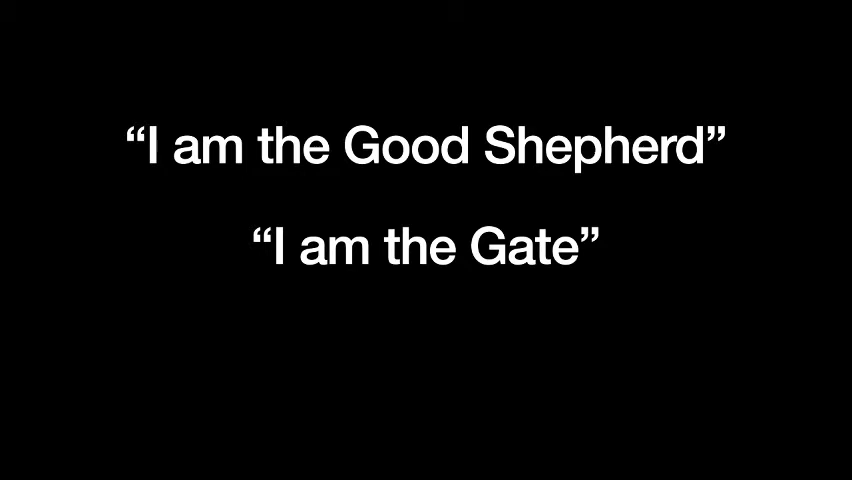 “I am the Good Shepherd”
“I am the Gate”